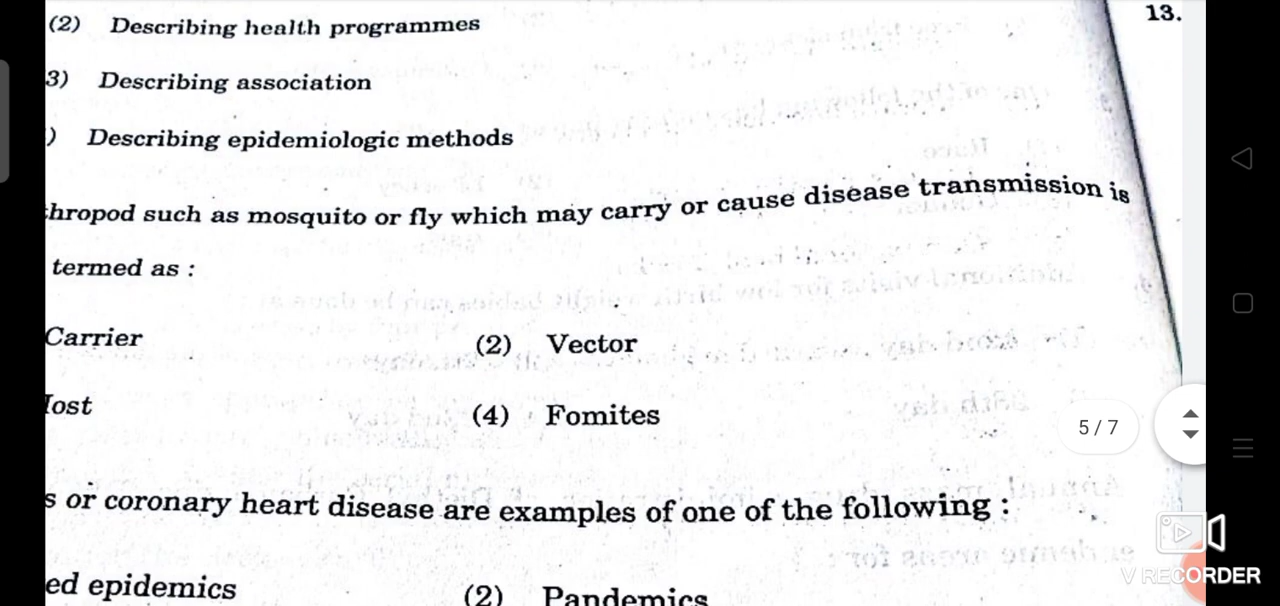 (2) Describing health programmes
13.
3) Describing association
) Describing epidemiologic methods
hropod such as mosquito or fly which may carry or cause disease transmission is
termed as :
Carrier (2) Vector
ost (4) Fomites
5 / 7
s or coronary heart disease are examples of one of the following :
ed epidemics (2) Pandemics
V RECORDER